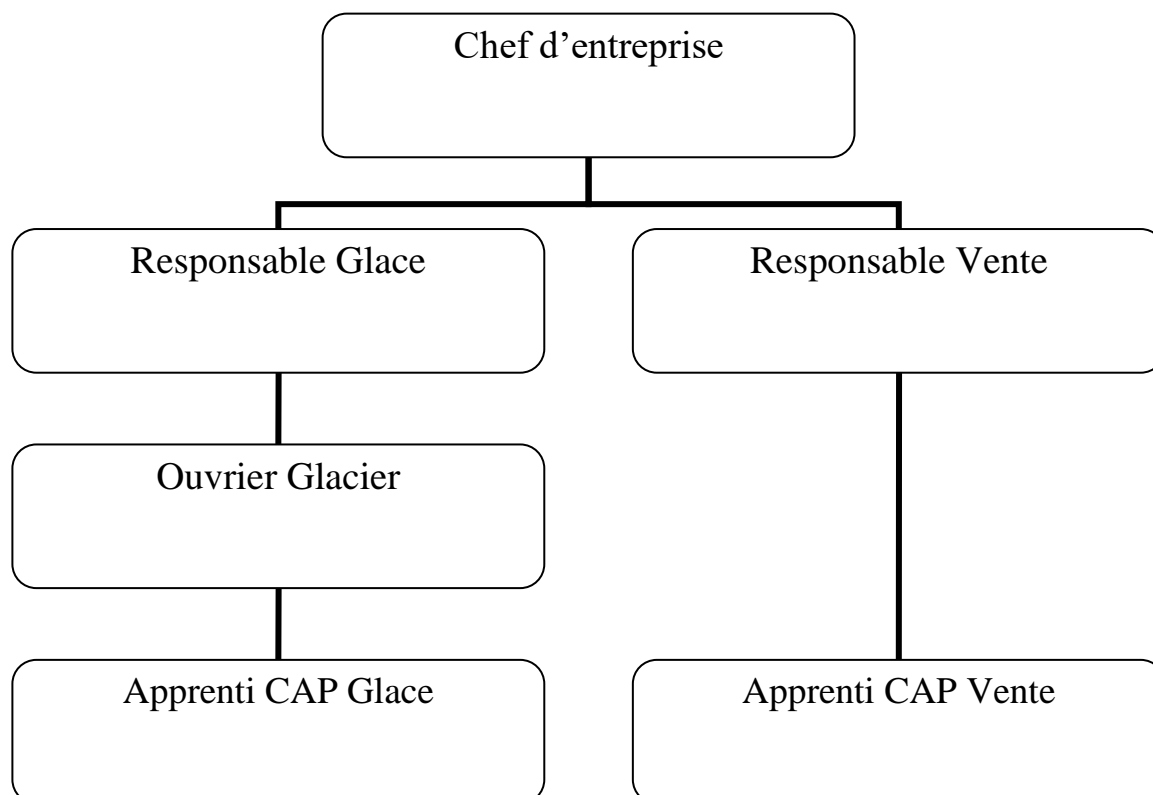 Chef d’entreprise
Responsable Glace
Responsable Vente
Ouvrier Glacier
Apprenti CAP Glace
Apprenti CAP Vente